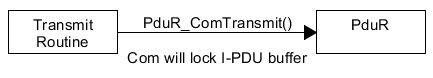 Transmit
Routine
PduR_ComTransmit()
Com will lock I-PDU buffer
PduR